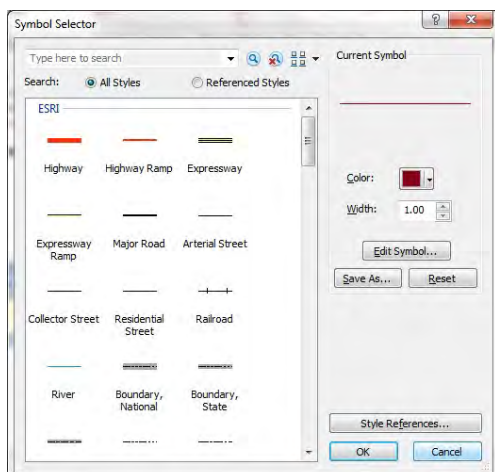 Symbol Selector
Type here to search
Search: All Styles Referenced Styles
ESRI
Highway Highway Ramp Expressway
Expressway Ramp Major Road Arterial Street
Collector Street Residential Street Railroad
River Boundary, National Boundary, State
Current Symbol
Color:
Width: 1.00
Edit Symbol...
Save As... Reset
Style References...
OK Cancel